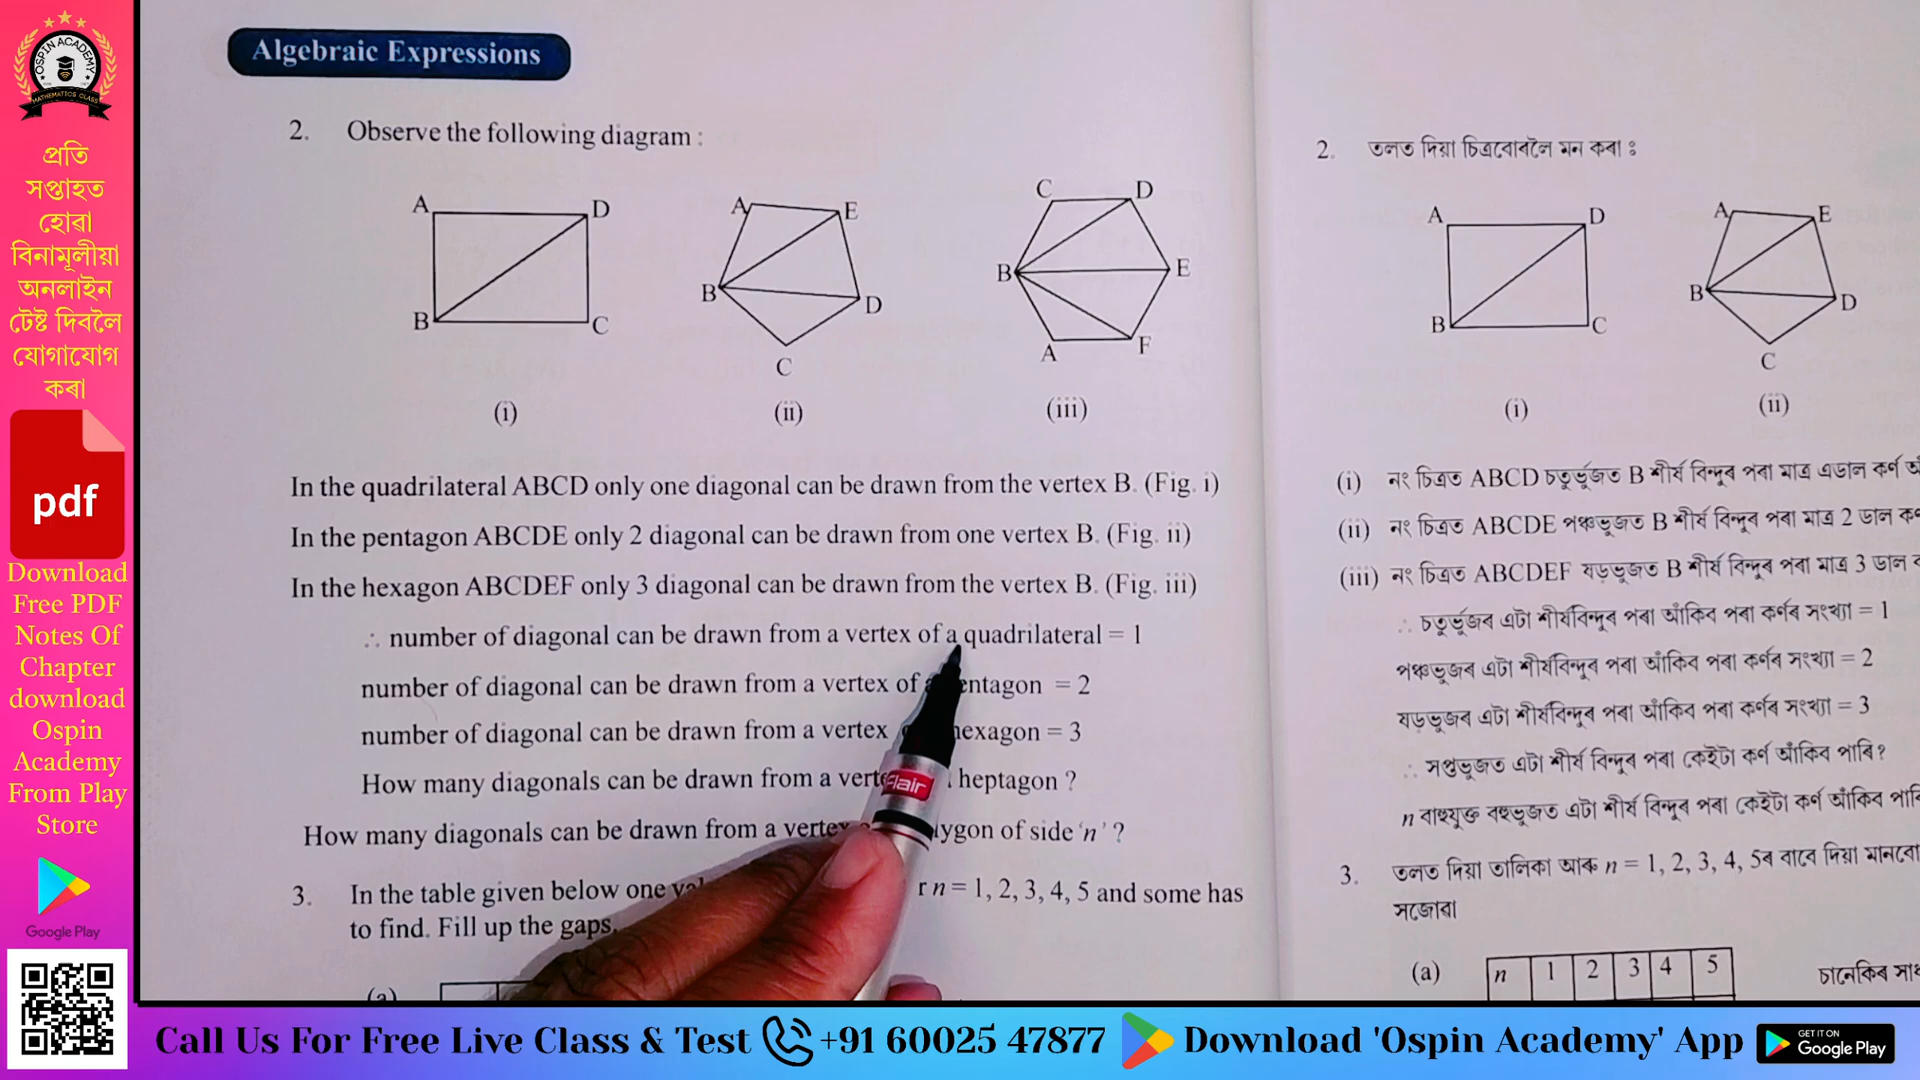 OSPIN ACADEMY
MATHEMATICS CLASS
প্ৰতি
সপ্তাহত
হোৱা
বিনামূলীয়া
অনলাইন
টেষ্ট দিবলৈ
যোগাযোগ
কৰা
pdf
Download
Free PDF
Notes Of
Chapter
download
Ospin
Academy
From Play
Store
Google Play
Algebraic Expressions
2. Observe the following diagram :
A D B C
(i)
A E B D C
(ii)
C D B E A F
(iii)
In the quadrilateral ABCD only one diagonal can be drawn from the vertex B. (Fig. i)
In the pentagon ABCDE only 2 diagonal can be drawn from one vertex B. (Fig. ii)
In the hexagon ABCDEF only 3 diagonal can be drawn from the vertex B. (Fig. iii)
∴ number of diagonal can be drawn from a vertex of a quadrilateral = 1
number of diagonal can be drawn from a vertex of entagon = 2
number of diagonal can be drawn from a vertex hexagon = 3
How many diagonals can be drawn from a verte heptagon ?
How many diagonals can be drawn from a vertex lygon of side ‘n’ ?
3. In the table given below one r n = 1, 2, 3, 4, 5 and some has
to find. Fill up the gaps.
(a)
2. তলত দিয়া চিত্ৰবোৰলৈ মন কৰা ঃ
A D B C
(i)
A E B D C
(ii)
(i) নং চিত্ৰত ABCD চতুৰ্ভুজত B শীৰ্ষ বিন্দুৰ পৰা মাত্ৰ এডাল কৰ্ণ
(ii) নং চিত্ৰত ABCDE পঞ্চভুজত B শীৰ্ষ বিন্দুৰ পৰা মাত্ৰ 2 ডাল
(iii) নং চিত্ৰত ABCDEF ষড়ভুজত B শীৰ্ষ বিন্দুৰ পৰা মাত্ৰ 3 ডাল
∴ চতুৰ্ভুজৰ এটা শীৰ্ষবিন্দুৰ পৰা আঁকিব পৰা কৰ্ণৰ সংখ্যা = 1
পঞ্চভুজৰ এটা শীৰ্ষবিন্দুৰ পৰা আঁকিব পৰা কৰ্ণৰ সংখ্যা = 2
ষড়ভুজৰ এটা শীৰ্ষবিন্দুৰ পৰা আঁকিব পৰা কৰ্ণৰ সংখ্যা = 3
∴ সপ্তভুজত এটা শীৰ্ষ বিন্দুৰ পৰা কেইটা কৰ্ণ আঁকিব পাৰি?
n বাহুযুক্ত বহুভুজত এটা শীৰ্ষ বিন্দুৰ পৰা কেইটা কৰ্ণ আঁকিব
3. তলত দিয়া তালিকা আৰু n = 1, 2, 3, 4, 5ৰ বাবে দিয়া
(a) n 1 2 3 4 5
Flair
Call Us For Free Live Class & Test +91 60025 47877 Download 'Ospin Academy' App
GET IT ON
Google Play